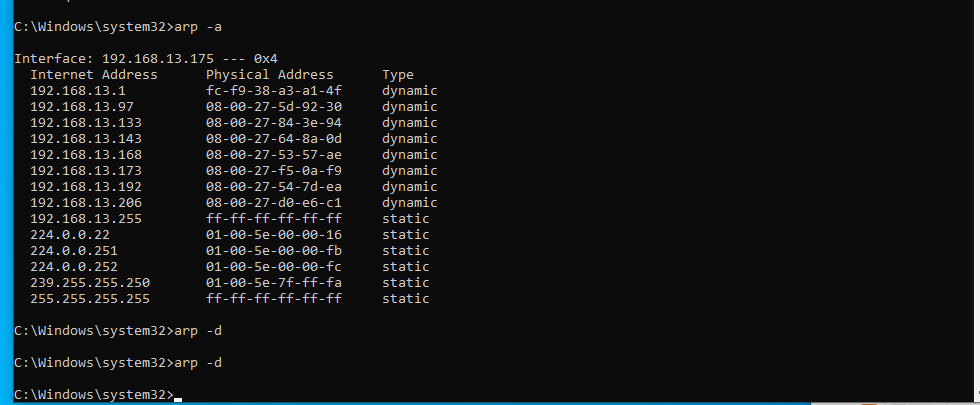 C:\Windows\system32>arp -a
Interface: 192.168.13.175 --- 0x4
Internet Address Physical Address Type
192.168.13.1 fc-f9-38-a3-a1-4f dynamic
192.168.13.97 08-00-27-5d-92-30 dynamic
192.168.13.133 08-00-27-84-3e-94 dynamic
192.168.13.143 08-00-27-64-8a-0d dynamic
192.168.13.168 08-00-27-53-57-ae dynamic
192.168.13.173 08-00-27-f5-0a-f9 dynamic
192.168.13.192 08-00-27-54-7d-ea dynamic
192.168.13.206 08-00-27-d0-e6-c1 dynamic
192.168.13.255 ff-ff-ff-ff-ff-ff static
224.0.0.22 01-00-5e-00-00-16 static
224.0.0.251 01-00-5e-00-00-fb static
224.0.0.252 01-00-5e-00-00-fc static
239.255.255.250 01-00-5e-7f-ff-fa static
255.255.255.255 ff-ff-ff-ff-ff-ff static
C:\Windows\system32>arp -d
C:\Windows\system32>arp -d
C:\Windows\system32>